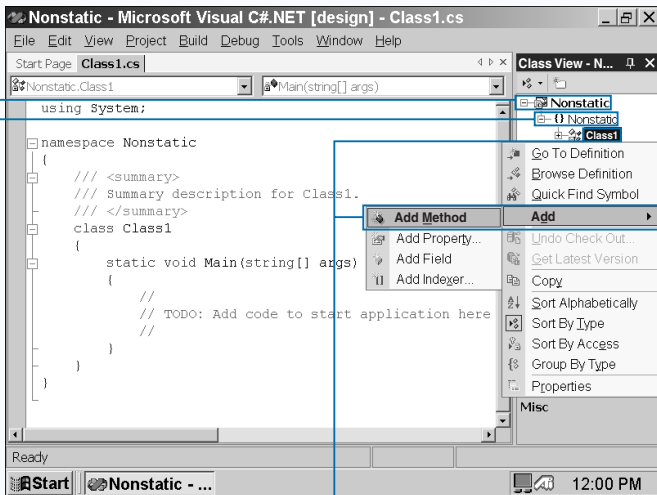 Nonstatic - Microsoft Visual C#.NET [design] - Class1.cs
File Edit View Project Build Debug Tools Window Help
Start Page Class1.cs
Nonstatic.Class1
Main(string[] args)
using System;
namespace Nonstatic
{
/// <summary>
/// Summary description for Class1.
/// </summary>
class Class1
{
static void Main(string[] args)
{
//
// TODO: Add code to start application here
//
}
}
}
Class View - N...
Nonstatic
{} Nonstatic
Class1
Go To Definition
Browse Definition
Quick Find Symbol
Add
Undo Check Out...
Get Latest Version
Copy
Sort Alphabetically
Sort By Type
Sort By Access
Group By Type
Properties
Add Method
Add Property...
Add Field
Add Indexer...
Misc
Ready
Start
Nonstatic - ...
12:00 PM